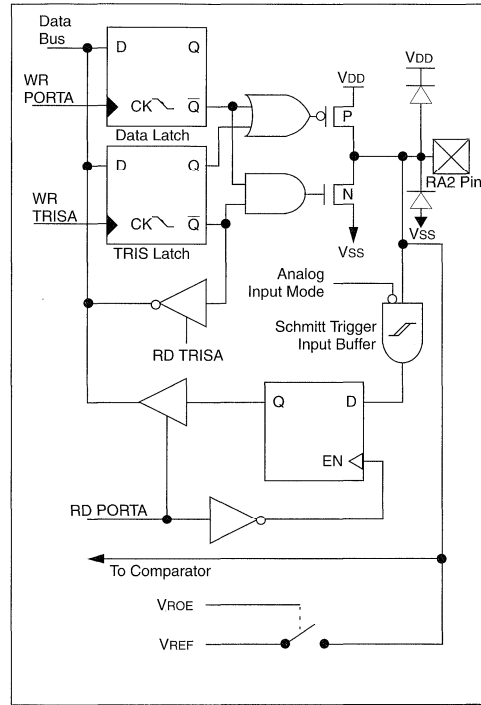 Data
Bus
D Q
VDD
VDD
WR
PORTA
CK Q
P
Data Latch
D Q
RA2 Pin
WR
TRISA
N
CK Q
VSS
TRIS Latch
VSS
Analog
Input Mode
Schmitt Trigger
Input Buffer
RD TRISA
Q D
EN
RD PORTA
To Comparator
VROE
VREF